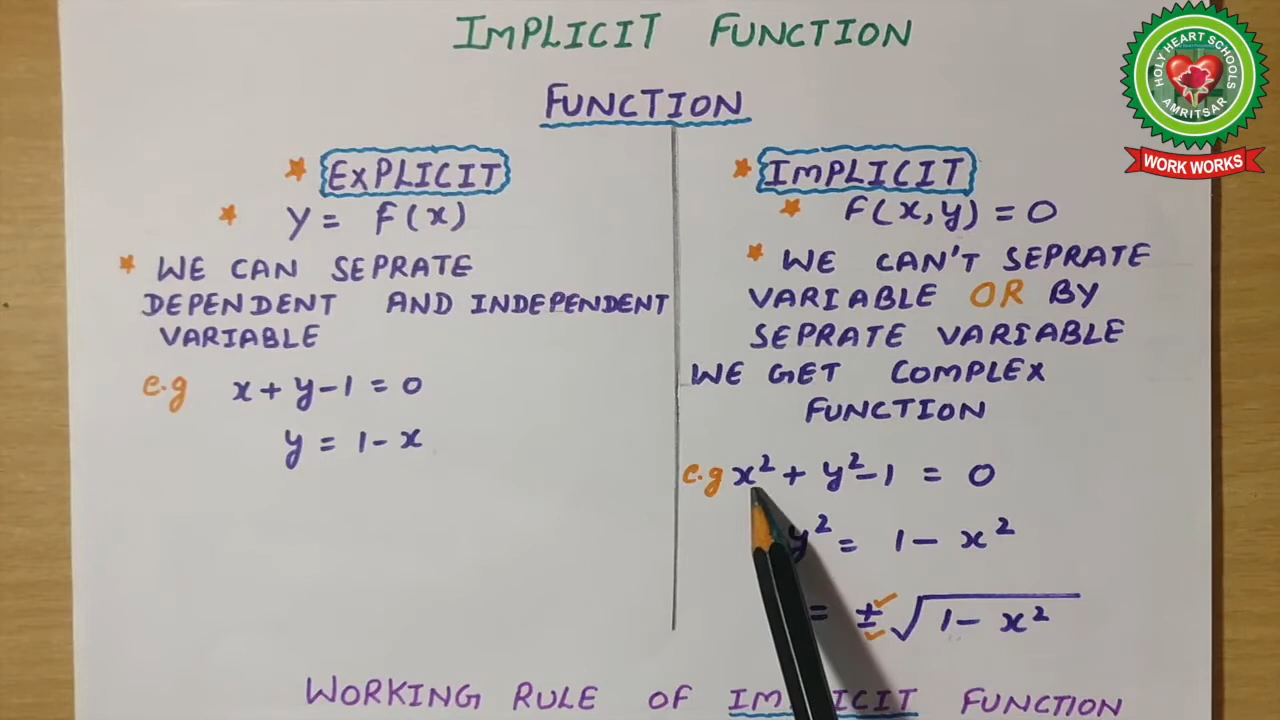 IMPLICIT FUNCTION
FUNCTION
EXPLICIT
Y = F(x)
WE CAN SEPRATE
DEPENDENT AND INDEPENDENT
VARIABLE
e.g x+y-1=0
y = 1-x
IMPLICIT
F(x,y) = 0
WE CAN'T SEPRATE
VARIABLE OR BY
SEPRATE VARIABLE
WE GET COMPLEX
FUNCTION
e.g x² + y²-1 = 0
y² = 1-x²
= ±√1-x²
WORKING RULE OF IMPLICIT FUNCTION
HOLY HEART SCHOOLS
AMRITSAR
WORK WORKS